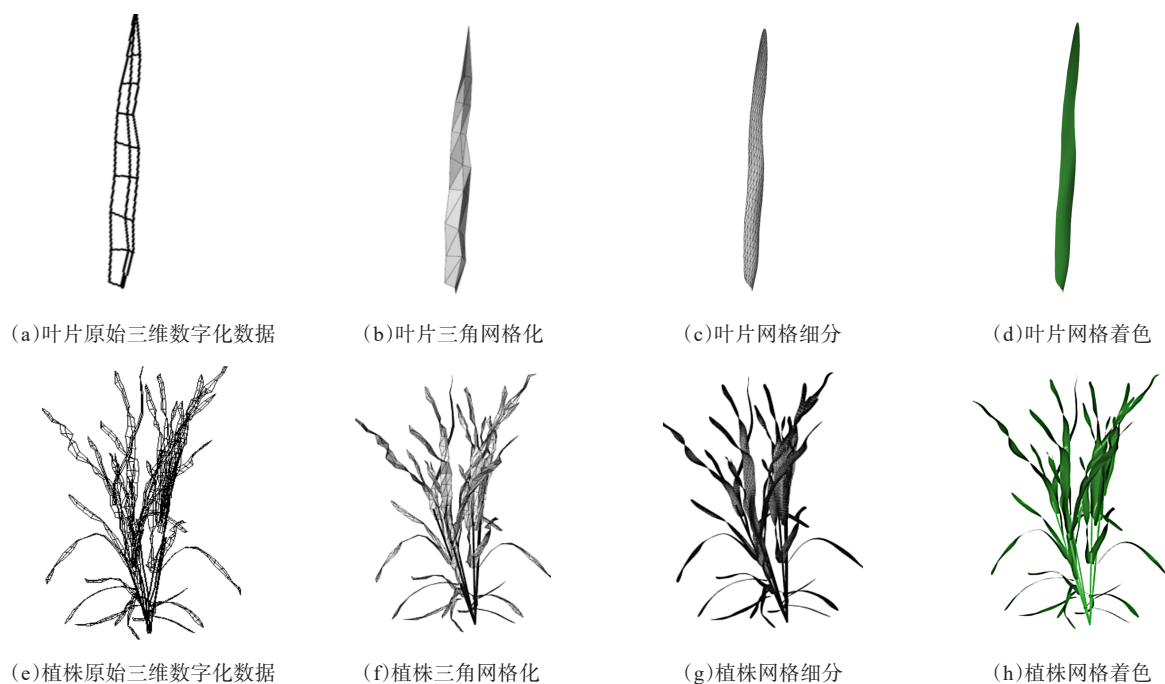 (a)叶片原始三维数字化数据
(b)叶片三角网格化
(c)叶片网格细分
(d)叶片网格着色
(e)植株原始三维数字化数据
(f)植株三角网格化
(g)植株网格细分
(h)植株网格着色